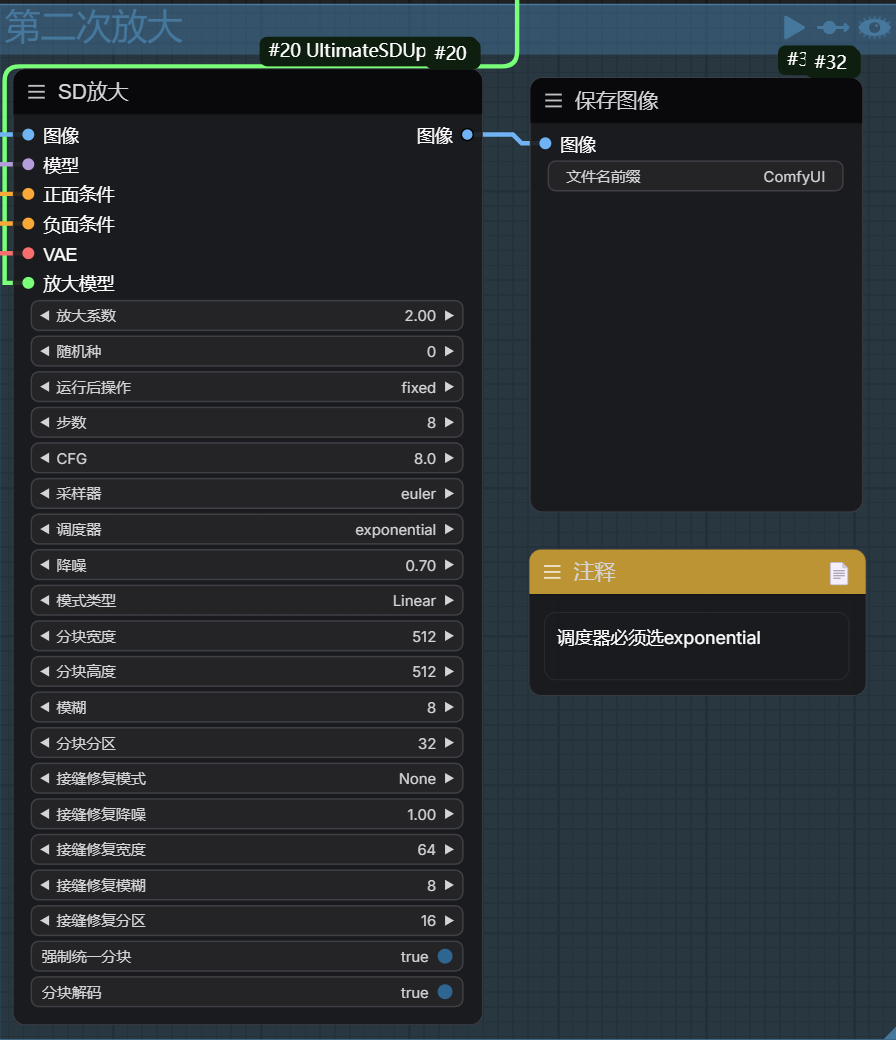 第二次放大
#20 UltimateSDUp #20
SD放大
图像 图像
模型
正面条件
负面条件
VAE
放大模型
放大系数 2.00
随机种 0
运行后操作 fixed
步数 8
CFG 8.0
采样器 euler
调度器 exponential
降噪 0.70
模式类型 Linear
分块宽度 512
分块高度 512
模糊 8
分块分区 32
接缝修复模式 None
接缝修复降噪 1.00
接缝修复宽度 64
接缝修复模糊 8
接缝修复分区 16
强制统一分块 true
分块解码 true
#3 #32
保存图像
图像
文件名前缀 ComfyUI
注释
调度器必须选exponential